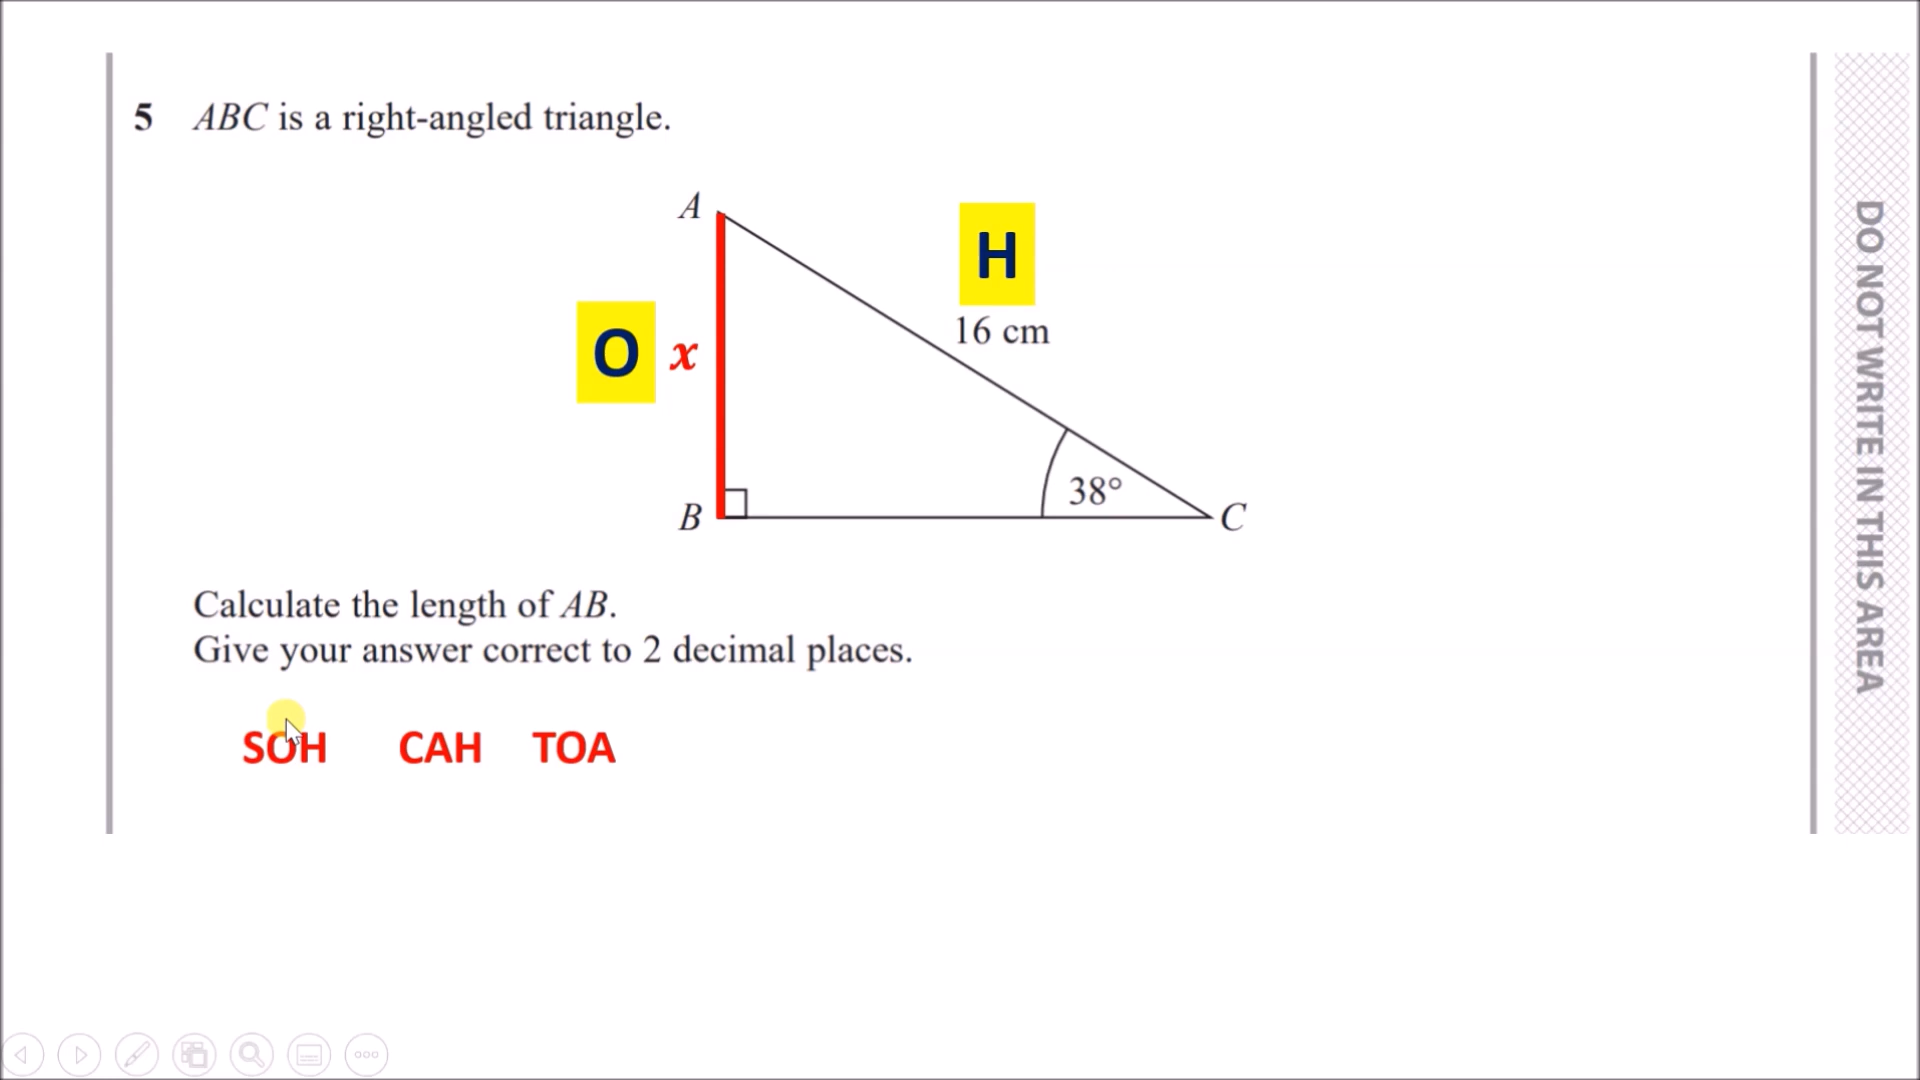 5 ABC is a right-angled triangle.
A
H
16 cm
O x
38°
B
C
Calculate the length of AB.
Give your answer correct to 2 decimal places.
SOH CAH TOA
DO NOT WRITE IN THIS AREA